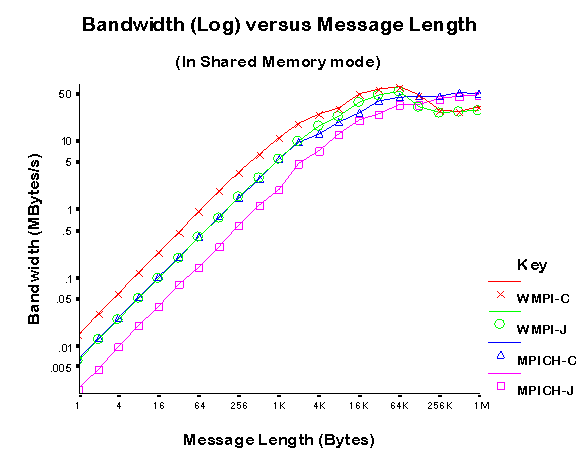 Bandwidth (Log) versus Message Length
(In Shared Memory mode)
Bandwidth (MBytes/s)
50
10
5
1
.5
.1
.05
.01
.005
1 4 16 64 256 1K 4K 16K 64K 256K 1M
Message Length (Bytes)
Key
WMPI-C
WMPI-J
MPICH-C
MPICH-J